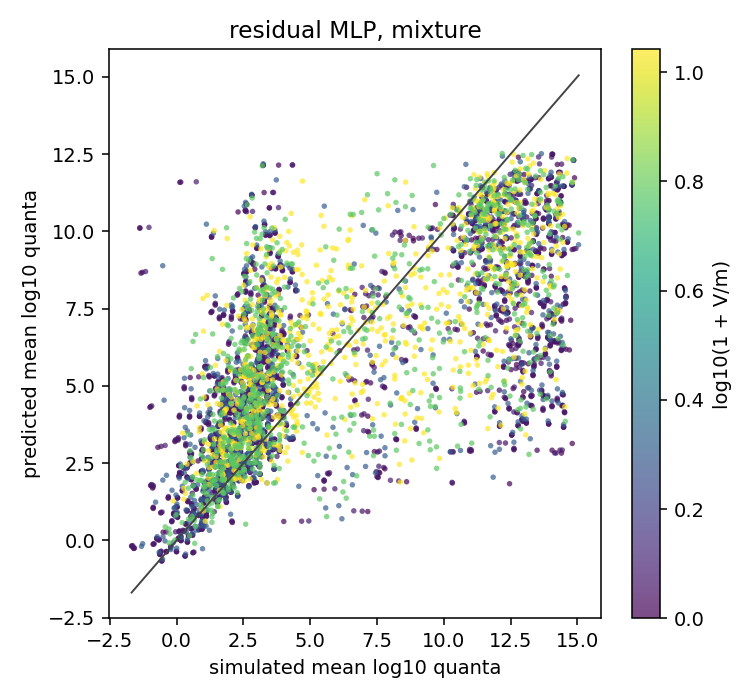 residual MLP, mixture
15.0
12.5
10.0
7.5
5.0
2.5
0.0
−2.5
predicted mean log10 quanta
−2.5 0.0 2.5 5.0 7.5 10.0 12.5 15.0
simulated mean log10 quanta
1.0
0.8
0.6
0.4
0.2
0.0
log10(1 + V/m)